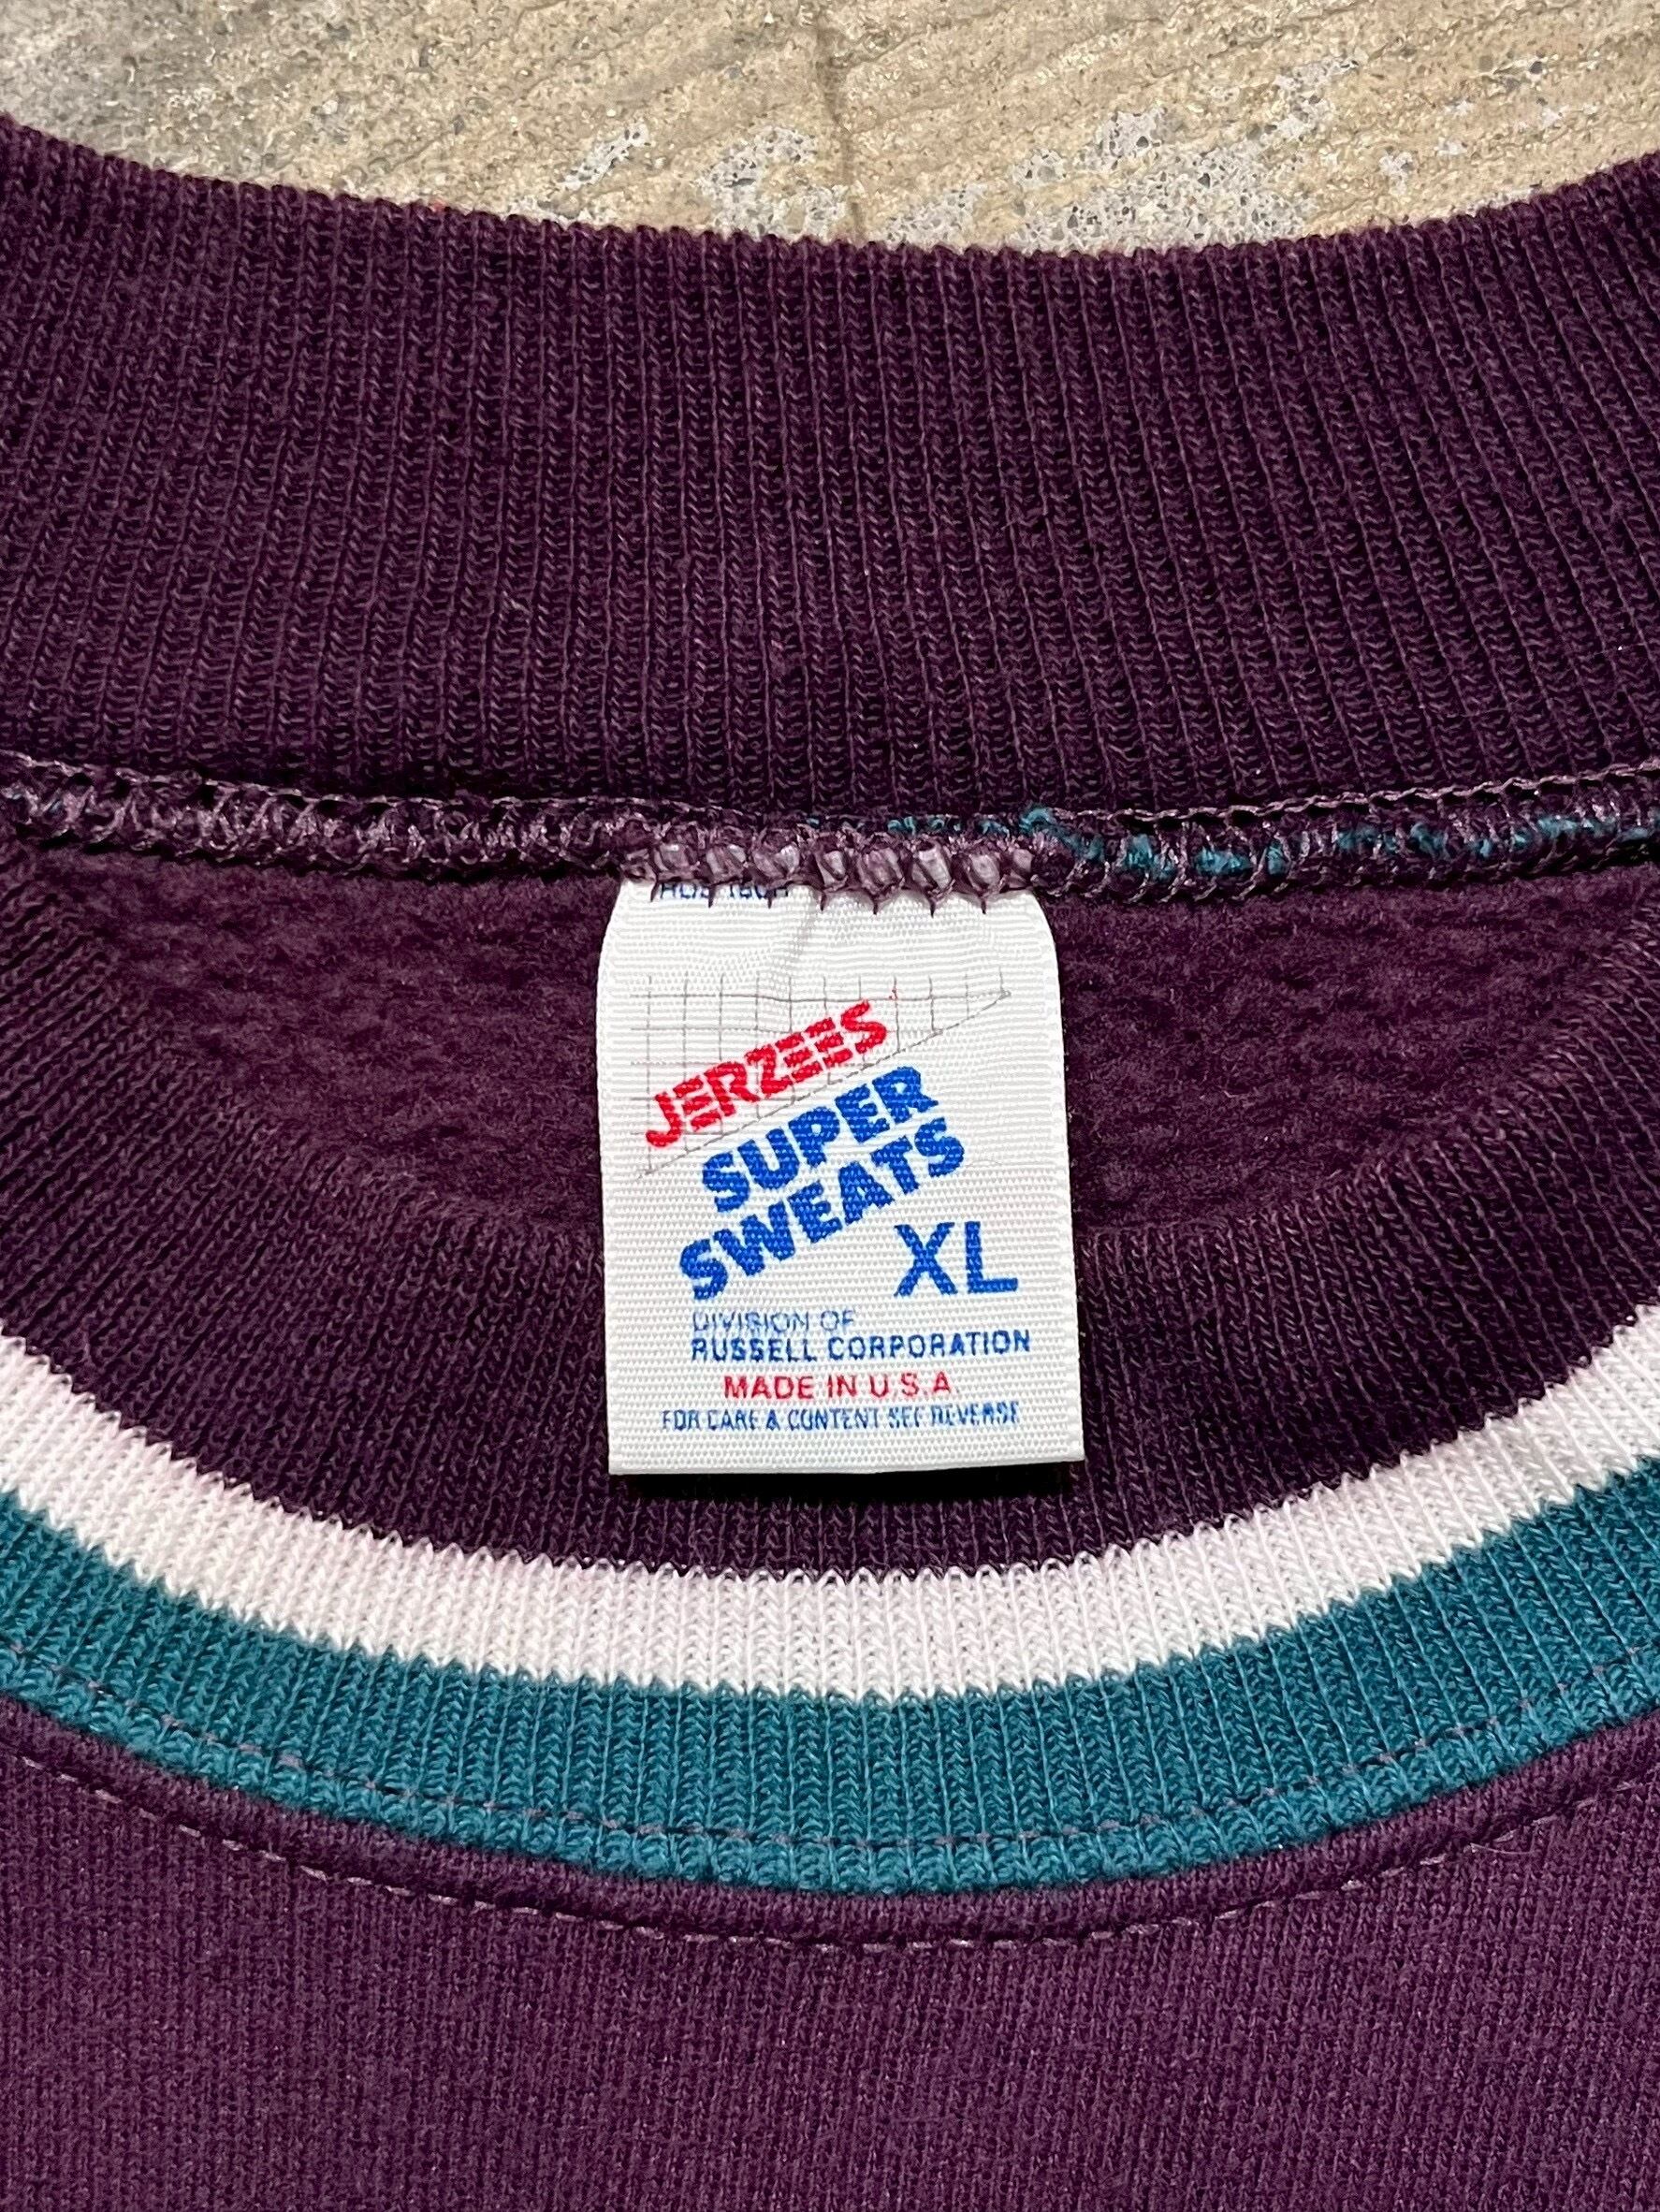 JERZEES
SUPER
SWEATS
XL
DIVISION OF
RUSSELL CORPORATION
MADE IN U.S.A.
FOR CARE & CONTENT SEE REVERSE